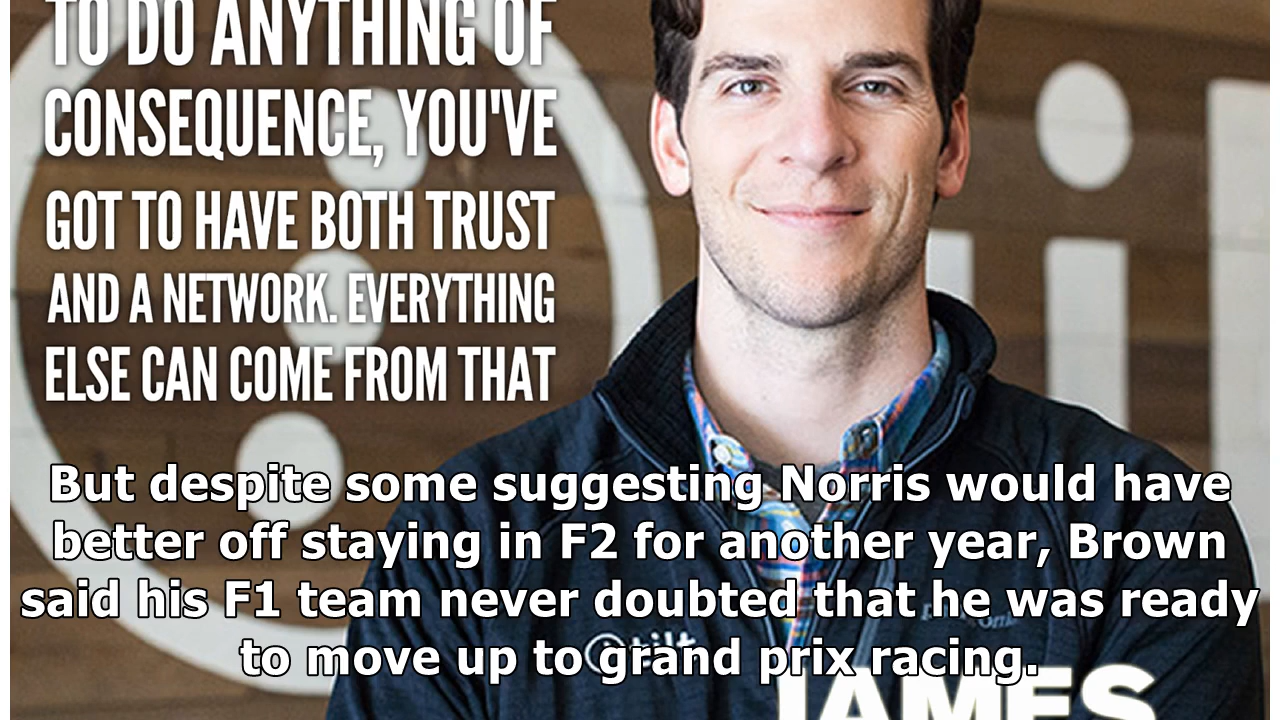 TO DO ANYTHING OF
CONSEQUENCE, YOU'VE
GOT TO HAVE BOTH TRUST
AND A NETWORK. EVERYTHING
ELSE CAN COME FROM THAT
But despite some suggesting Norris would have
better off staying in F2 for another year, Brown
said his F1 team never doubted that he was ready
to move up to grand prix racing.
tilt
JAMES